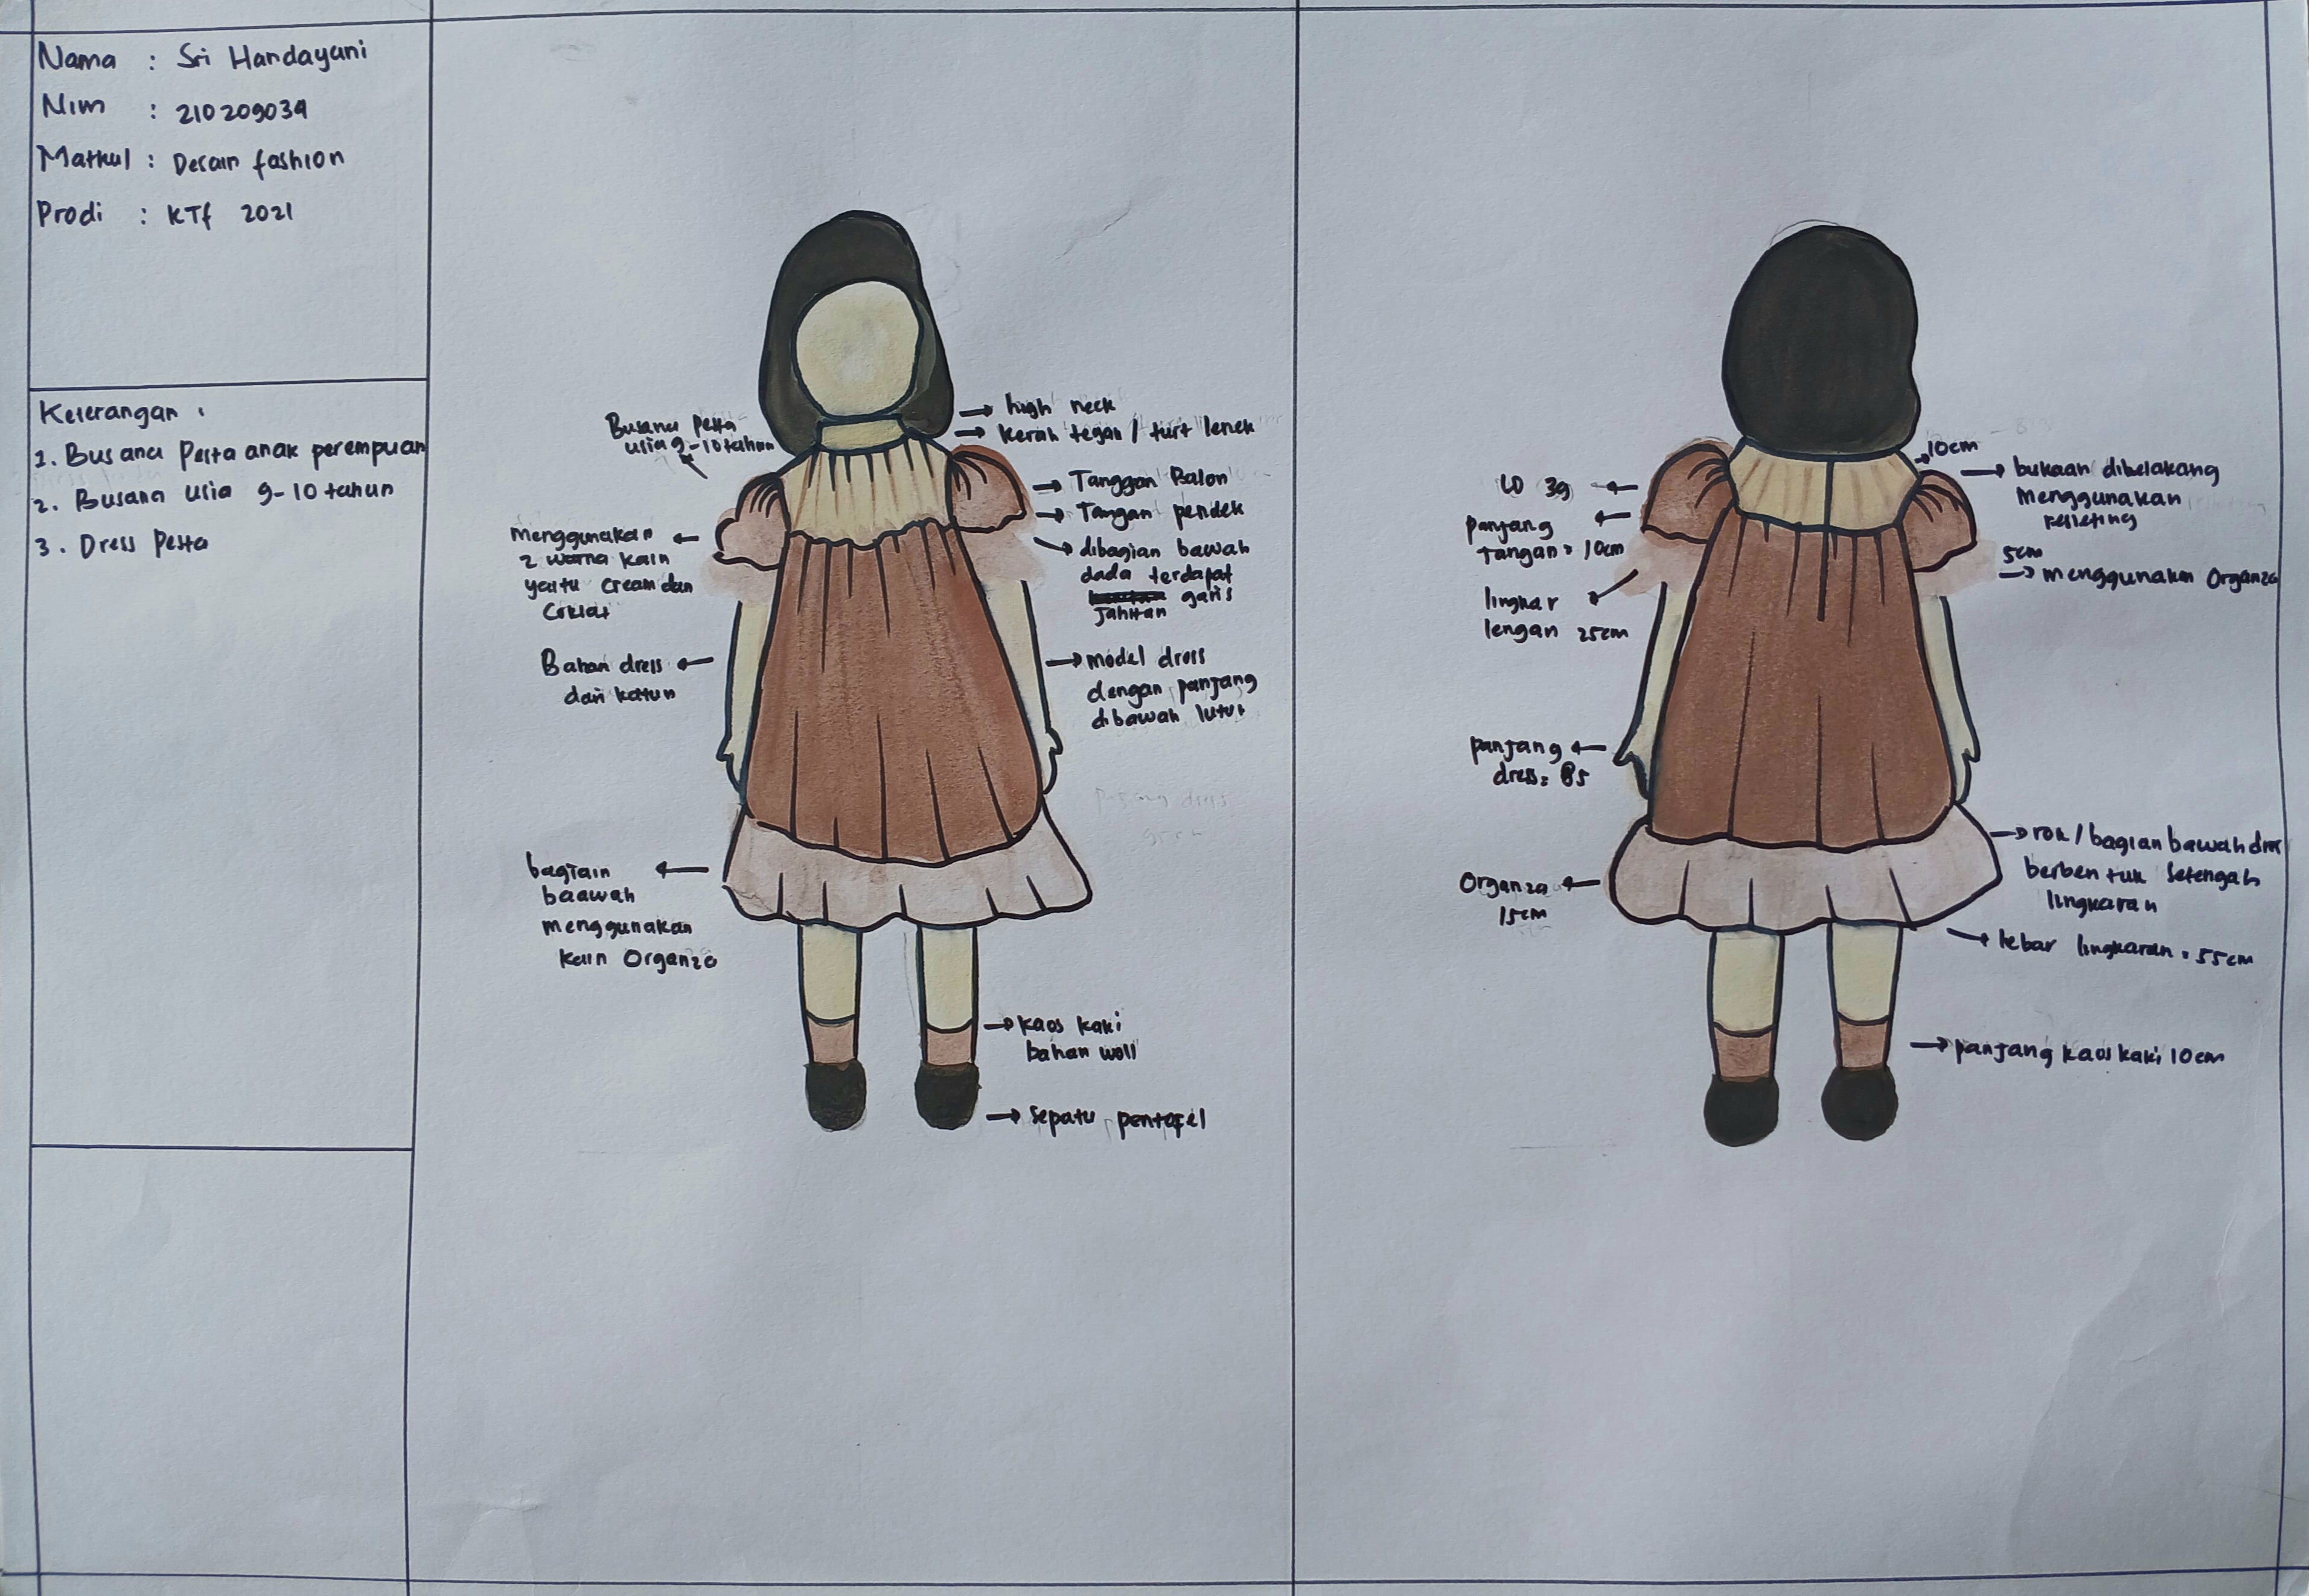 Nama : Sri Handayani
Nim : 210209039
Matkul : Desain fashion
Prodi : KTf 2021
Keterangan :
1. Busana Pesta anak perempuan
2. Busana usia 9-10 tahun
3. Dress Pesta
Busana Pesta
usia 9-10 tahun
menggunakan
2 warna kain
yaitu Cream dan
Coklat
Bahan dress
dari katun
bagiain
baawah
menggunakan
kain Organza
high neck
kerah tegan / turt lenek
Tanggan Balon
Tangan pendek
dibagian bawah
dada terdapat
garis
Jahitan
model dress
dengan panjang
dibawah lutut
kaos kaki
bahan woll
Sepatu pentofel
LD 39
panjang
tangan = 10cm
lingkar
lengan 25cm
panjang
dress = 85
Organza
15cm
10cm
bukaan dibelakang
menggunakan
resleting
5cm
menggunakan Organza
rok / bagian bawah dres
berbentuk Setengah
lingkaran
lebar lingkaran = 55cm
panjang kaos kaki 10cm